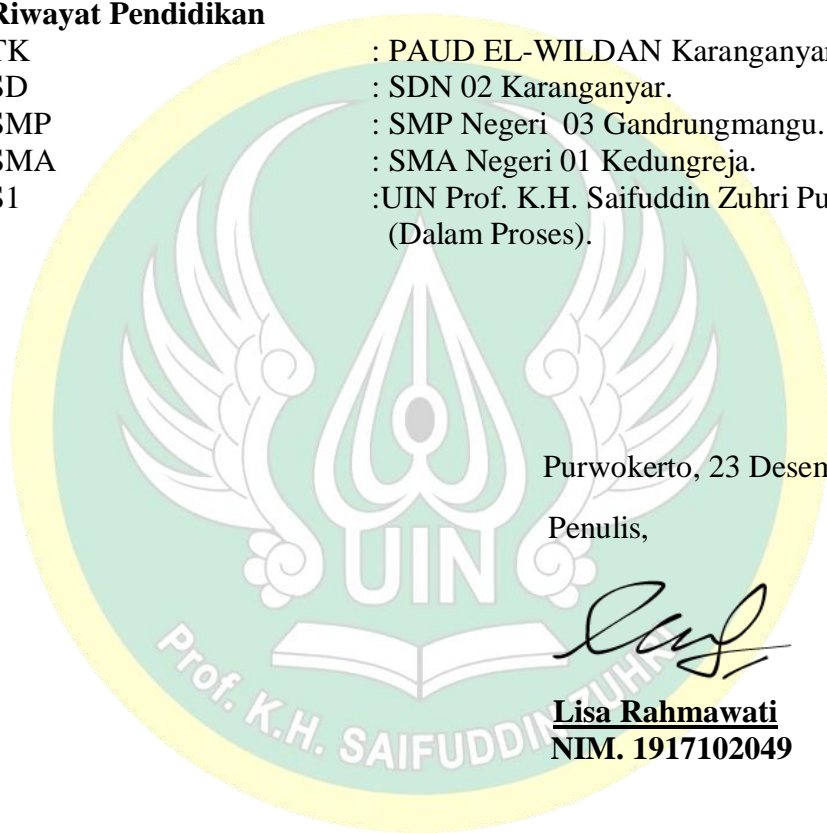 Riwayat Pendidikan
TK : PAUD EL-WILDAN Karanganyar
SD : SDN 02 Karanganyar.
SMP : SMP Negeri 03 Gandrungmangu.
SMA : SMA Negeri 01 Kedungreja.
S1 :UIN Prof. K.H. Saifuddin Zuhri
(Dalam Proses).
Purwokerto, 23
Penulis,
Lisa Rahmawati
NIM. 1917102049
UIN
Prof. K.H. SAIFUDDIN ZUHRI